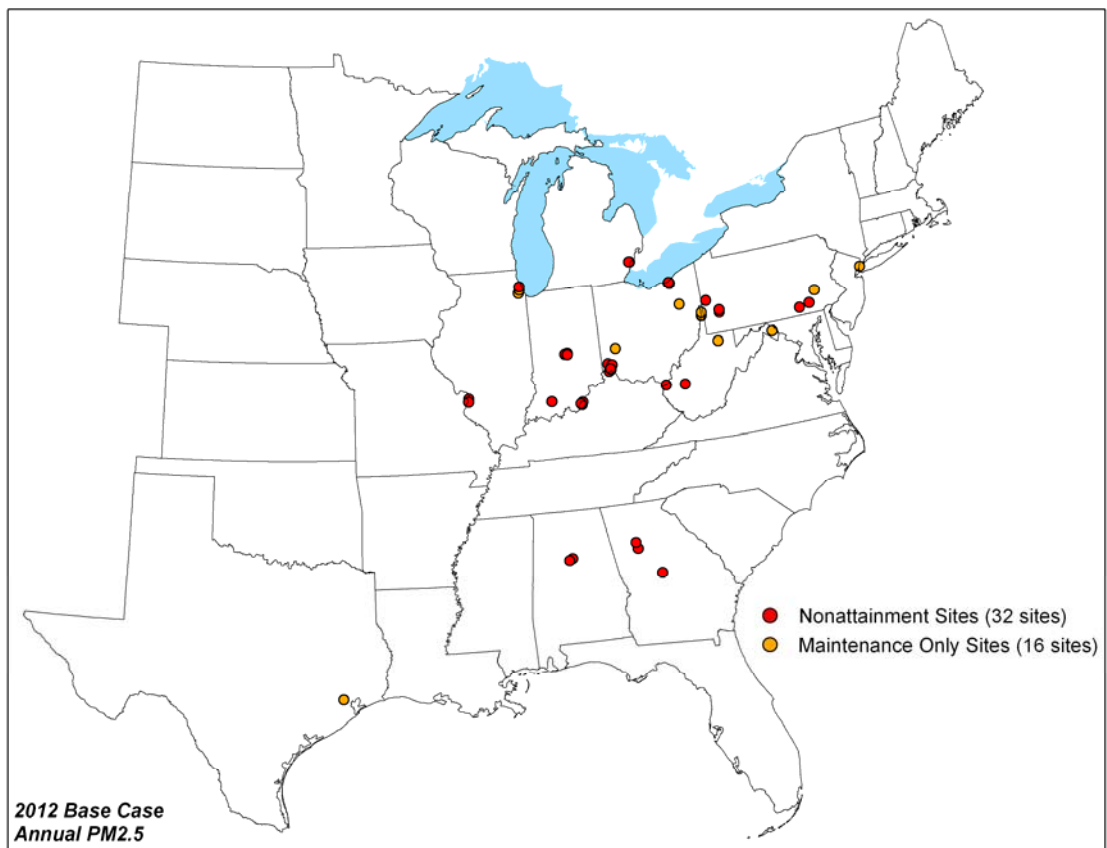 Nonattainment Sites (32 sites)
Maintenance Only Sites (16 sites)
2012 Base Case
Annual PM2.5